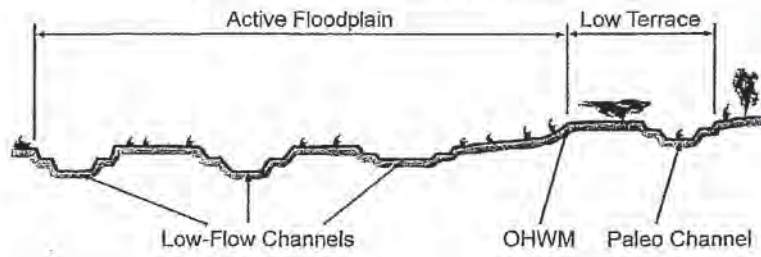 Active Floodplain Low Terrace
Low-Flow Channels OHWM Paleo Channel